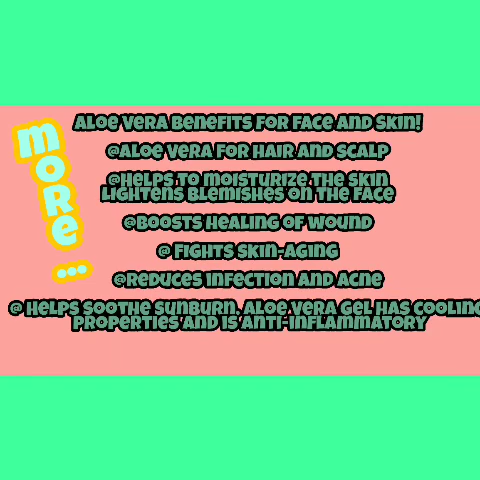 more ...
Aloe vera Benefits for face and skin!
@Aloe vera for hair and scalp
@Helps to moisturize the skin
Lightens Blemishes on the face
@Boosts Healing of wound
@ fights skin-aging
@Reduces infection and acne
@ Helps soothe sunburn. Aloe vera gel has cooling
properties and is anti-inflammatory